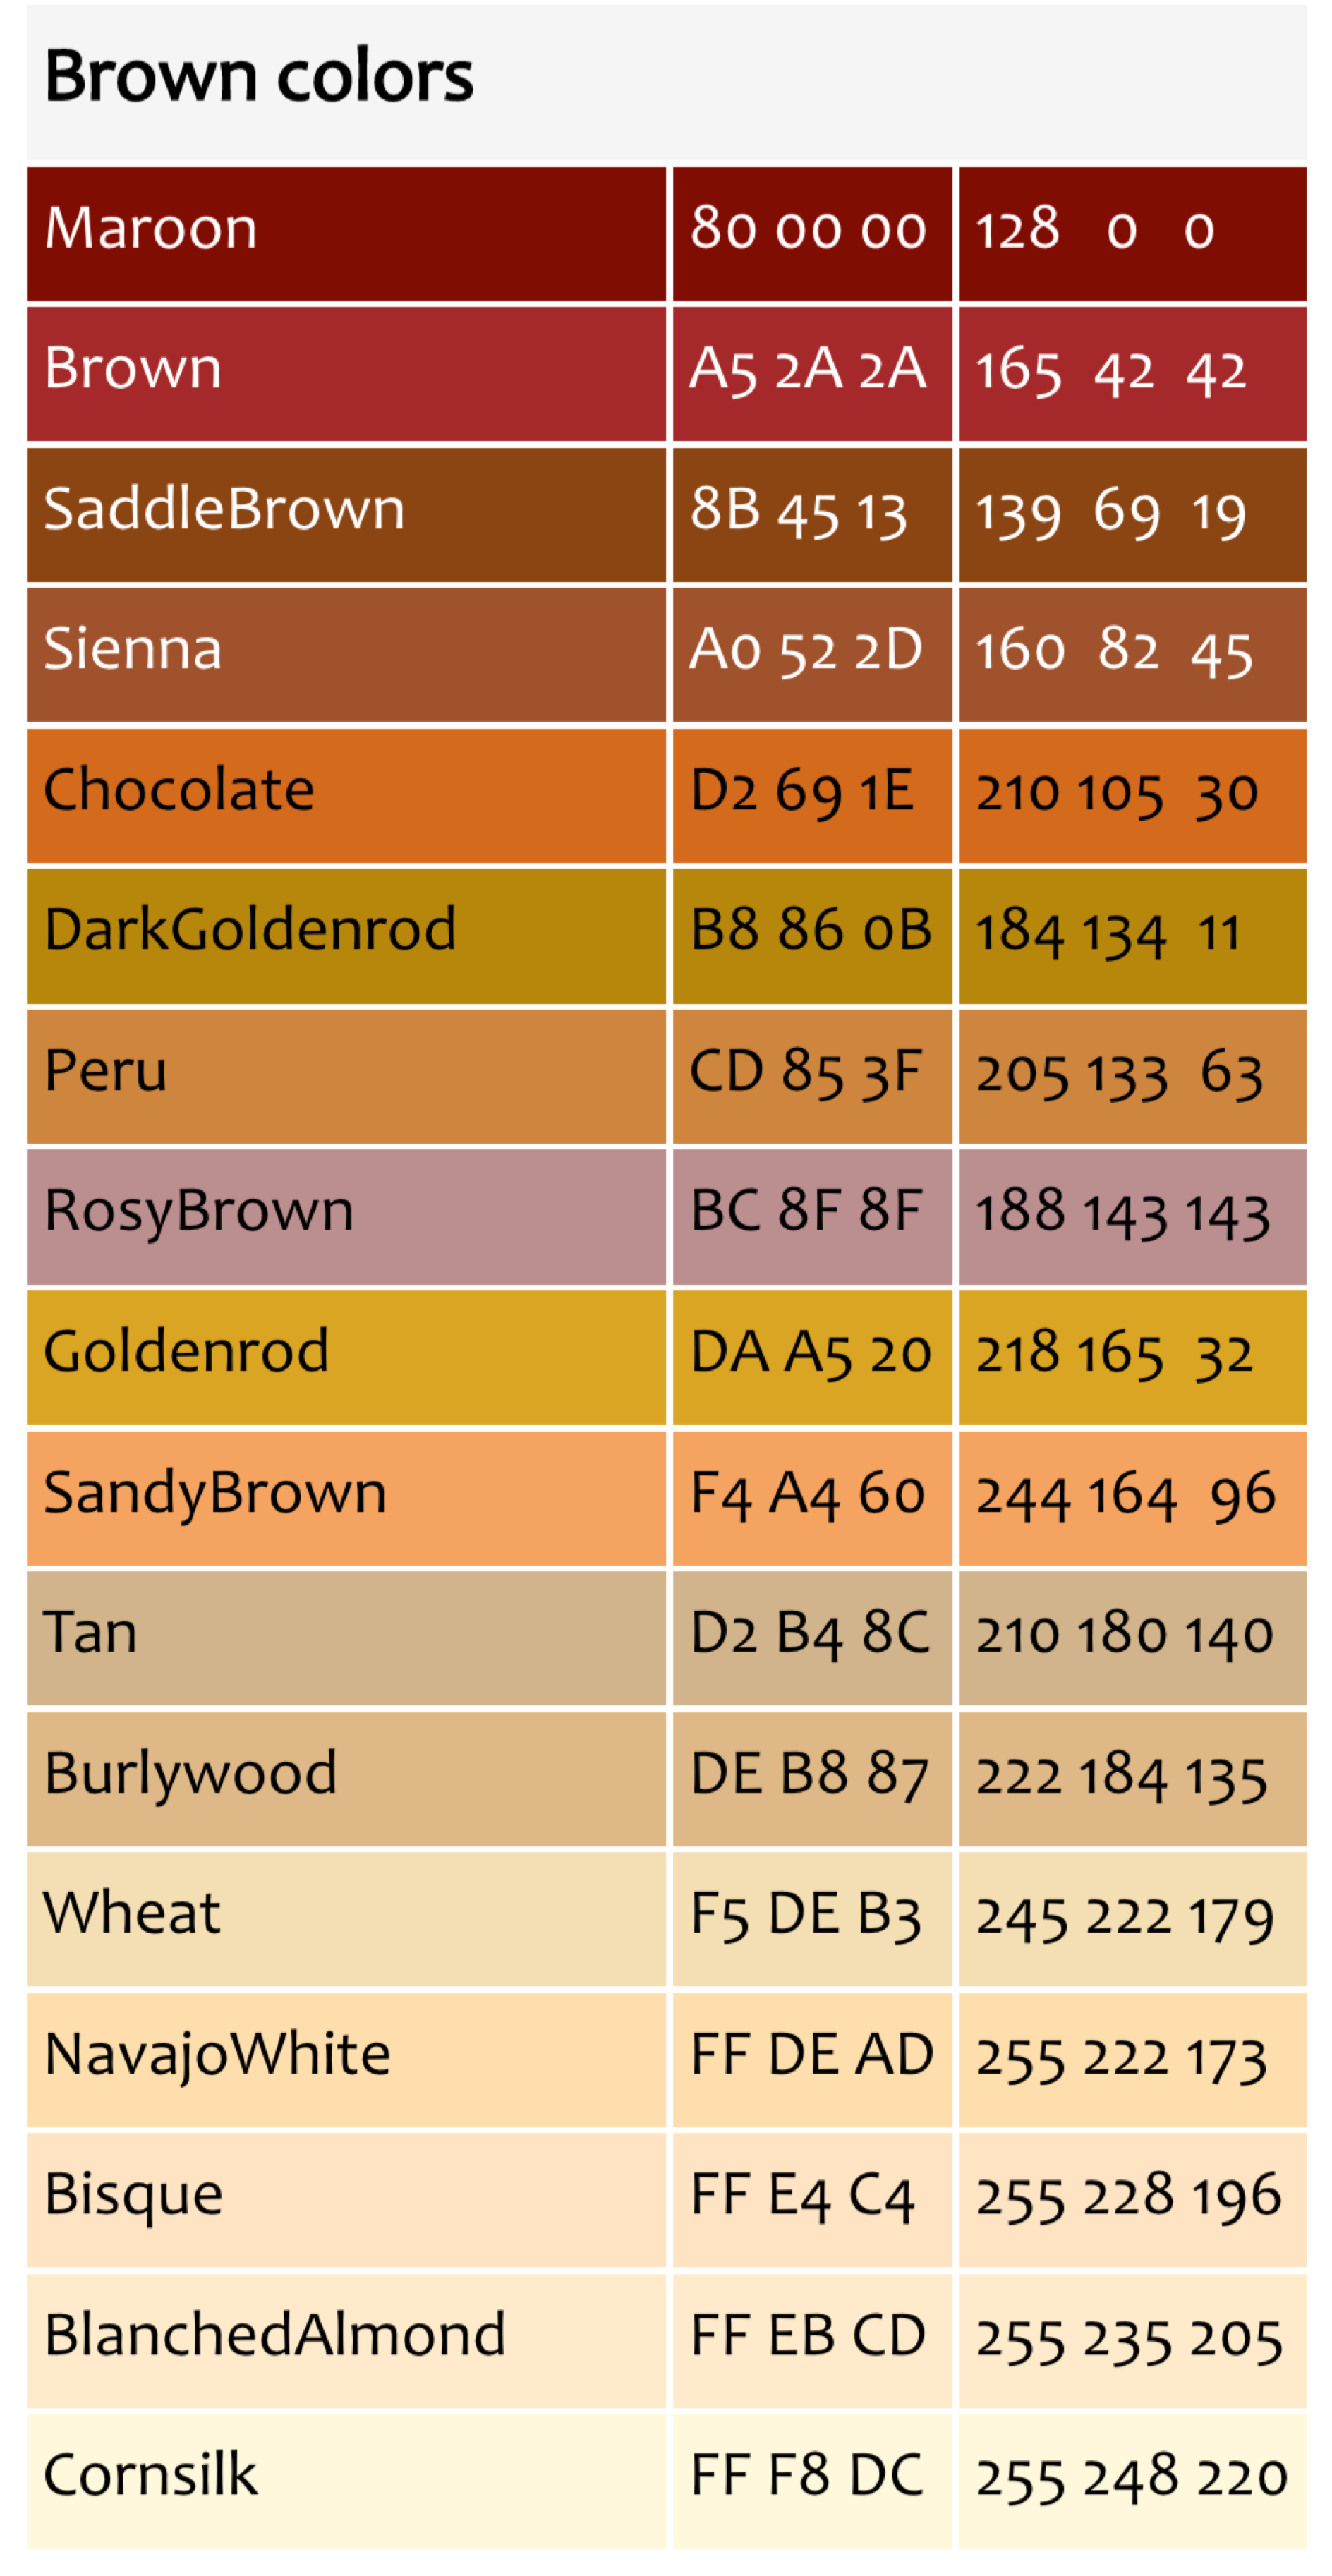 Brown colors
Maroon 80 00 00 128 0 0
Brown A5 2A 2A 165 42 42
SaddleBrown 8B 45 13 139 69 19
Sienna A0 52 2D 160 82 45
Chocolate D2 69 1E 210 105 30
DarkGoldenrod B8 86 0B 184 134 11
Peru CD 85 3F 205 133 63
RosyBrown BC 8F 8F 188 143 143
Goldenrod DA A5 20 218 165 32
SandyBrown F4 A4 60 244 164 96
Tan D2 B4 8C 210 180 140
Burlywood DE B8 87 222 184 135
Wheat F5 DE B3 245 222 179
NavajoWhite FF DE AD 255 222 173
Bisque FF E4 C4 255 228 196
BlanchedAlmond FF EB CD 255 235 205
Cornsilk FF F8 DC 255 248 220